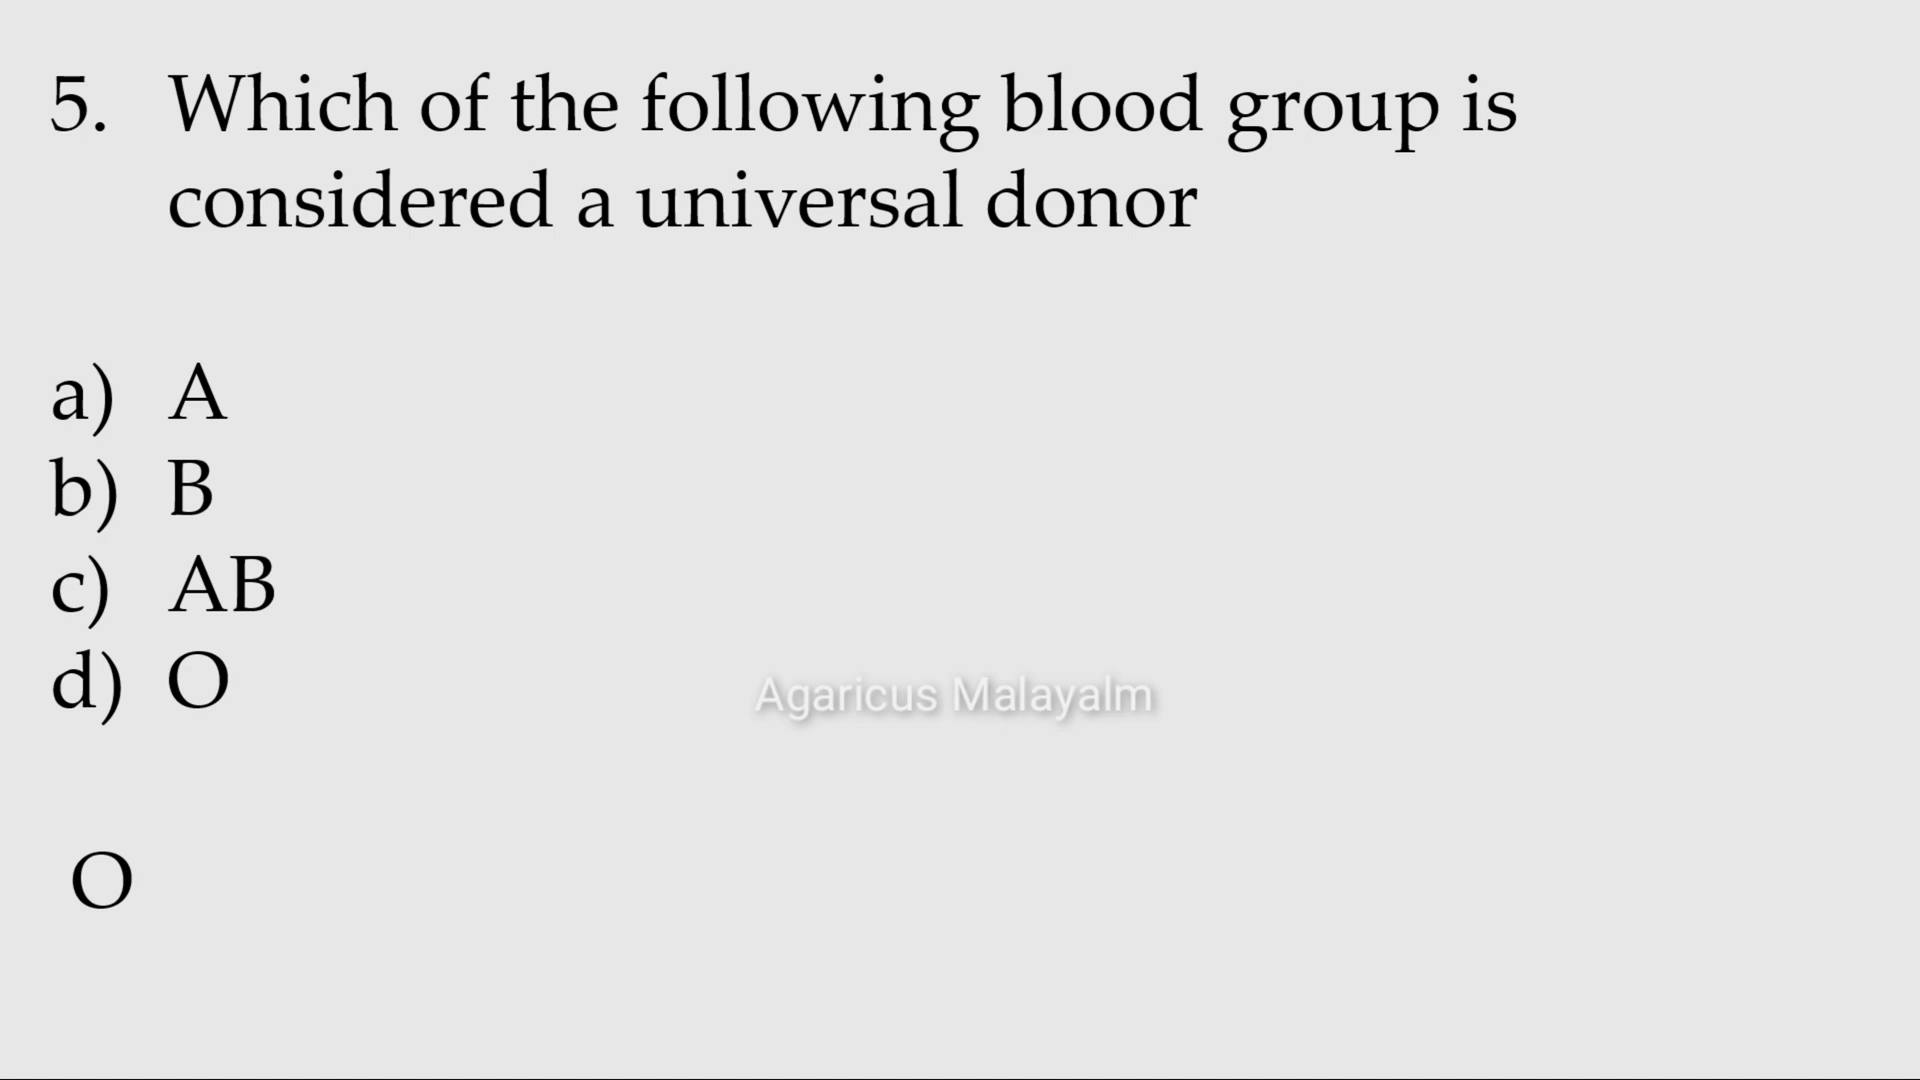 5. Which of the following blood group is
considered a universal donor
a) A
b) B
c) AB
d) O
Agaricus Malayalm
O